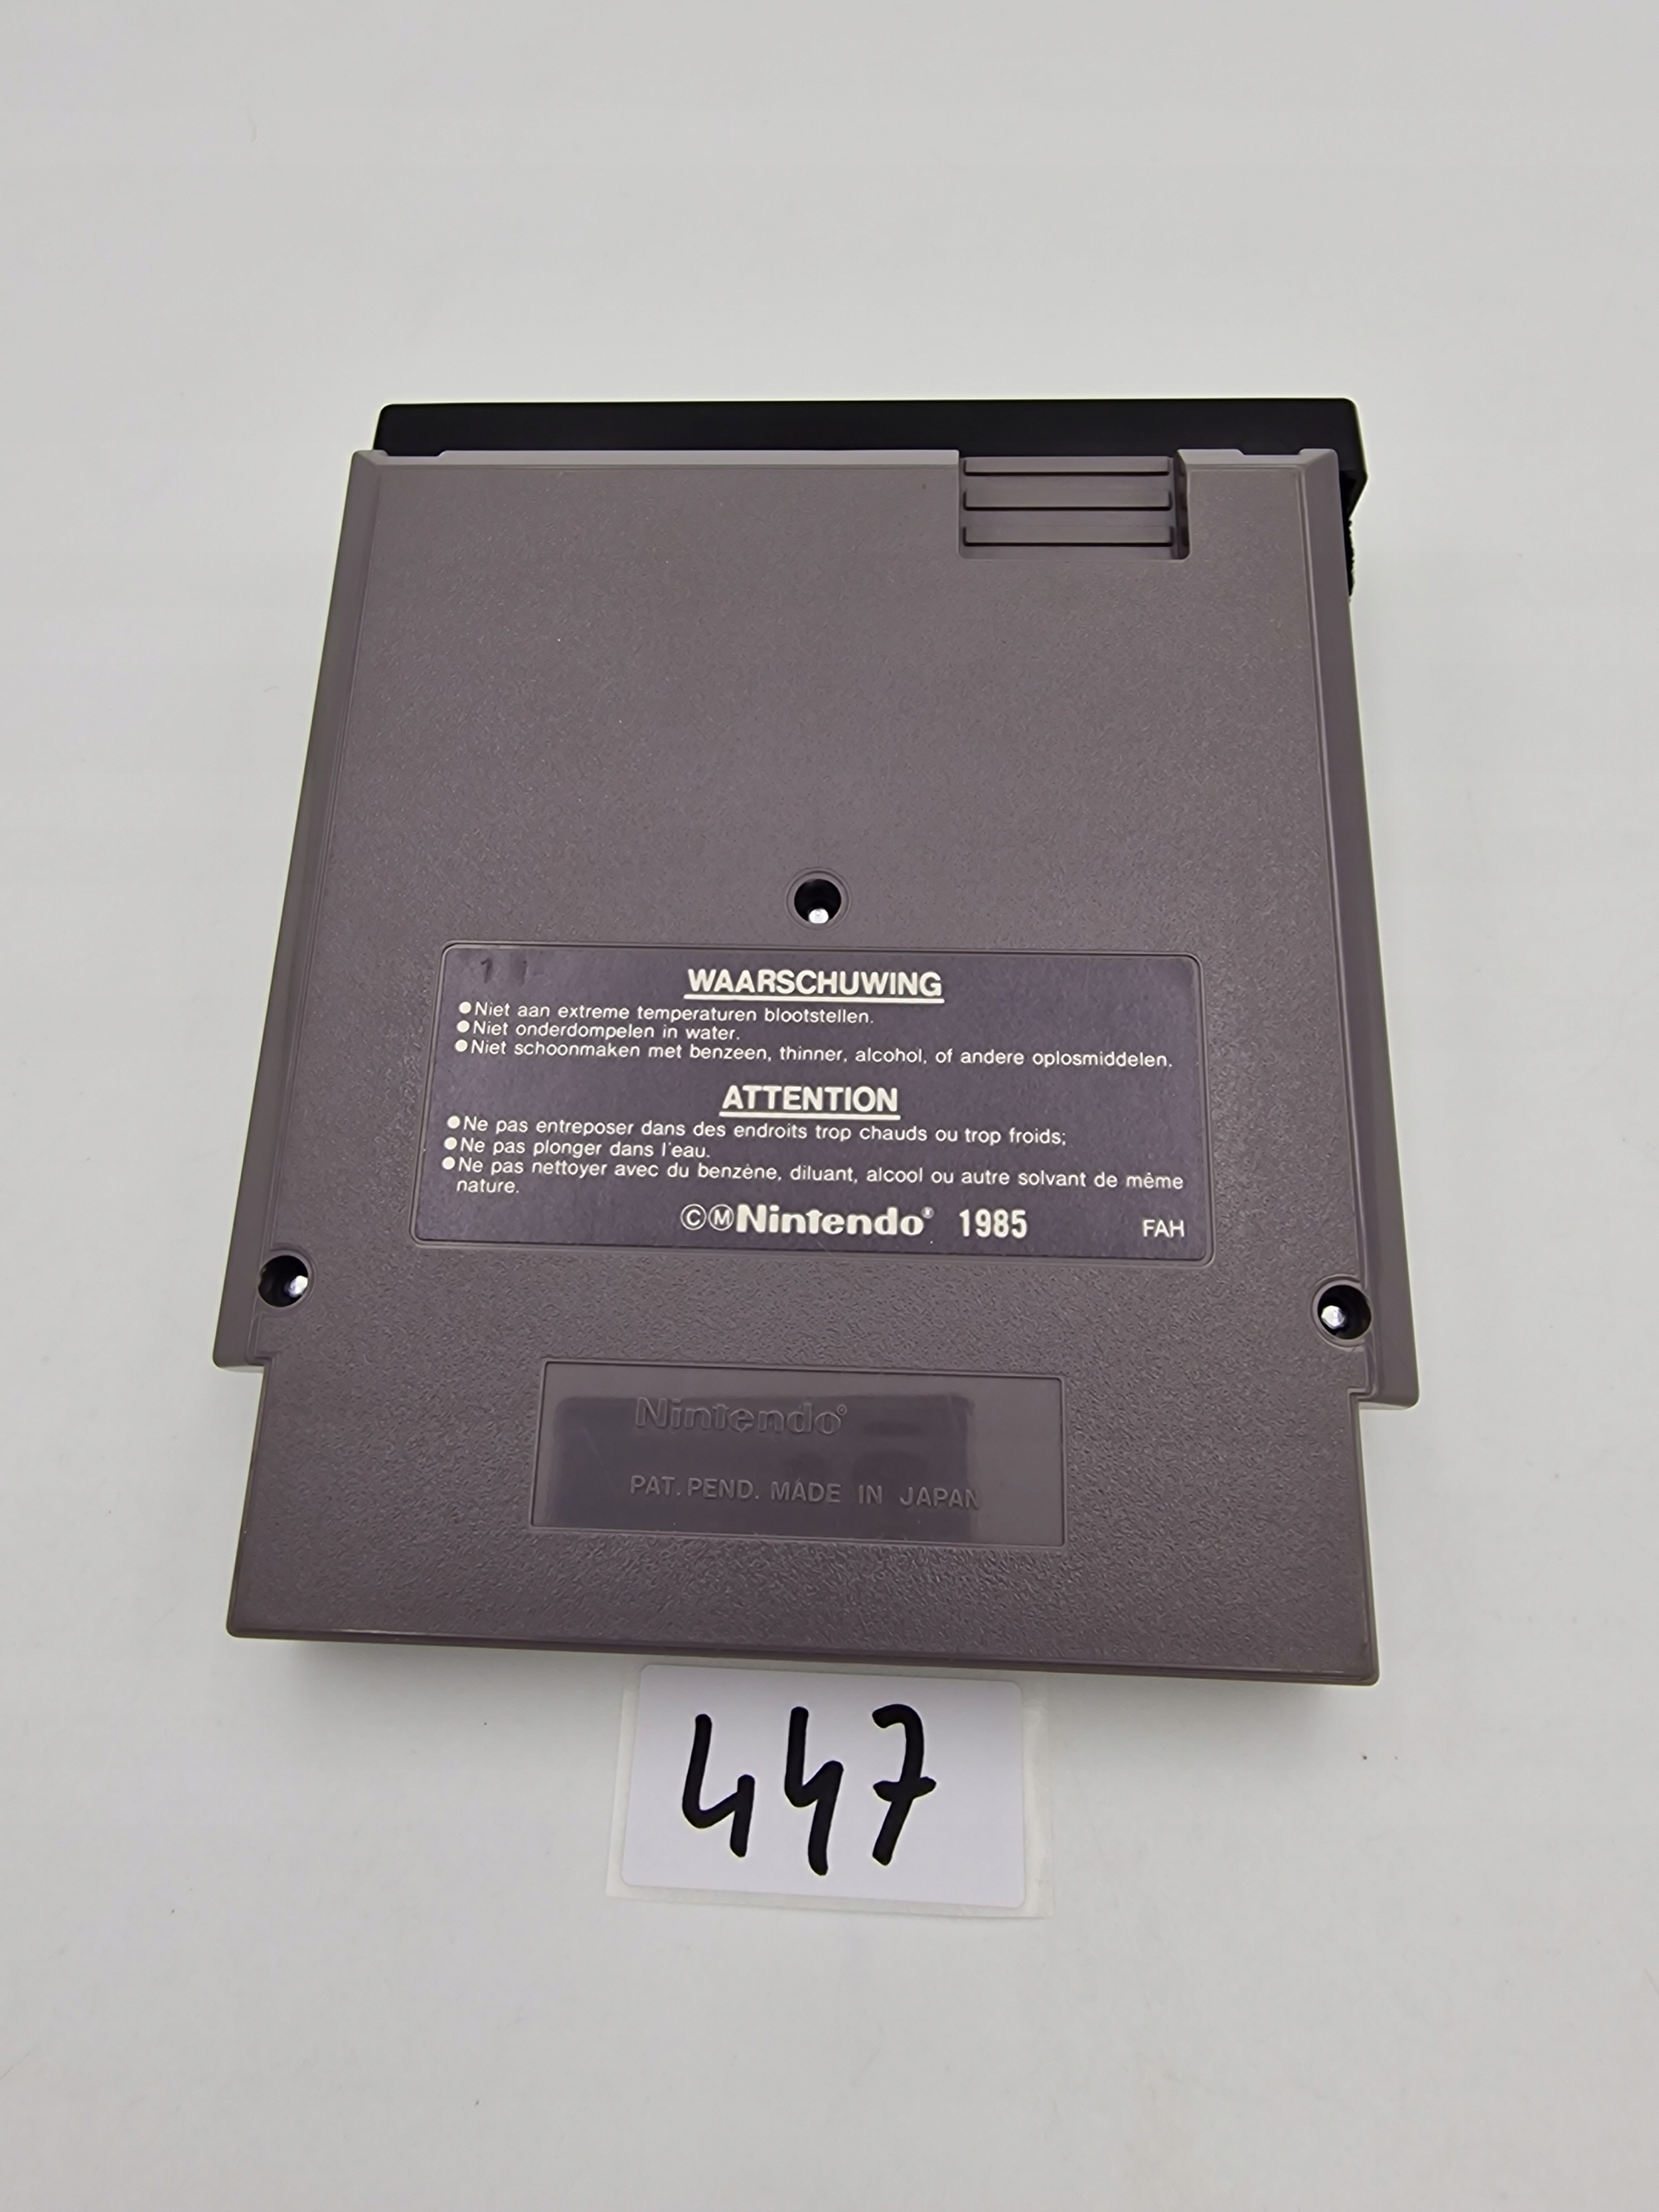 11
WAARSCHUWING
●Niet aan extreme temperaturen blootstellen.
●Niet onderdompelen in water.
●Niet schoonmaken met benzeen, thinner, alcohol, of andere oplosmiddelen.
ATTENTION
●Ne pas entreposer dans des endroits trop chauds ou trop froids;
●Ne pas plonger dans l'eau.
●Ne pas nettoyer avec du benzène, diluant, alcool ou autre solvant de même
nature.
©ⓂNintendo® 1985 FAH
Nintendo®
PAT. PEND. MADE IN JAPAN
447